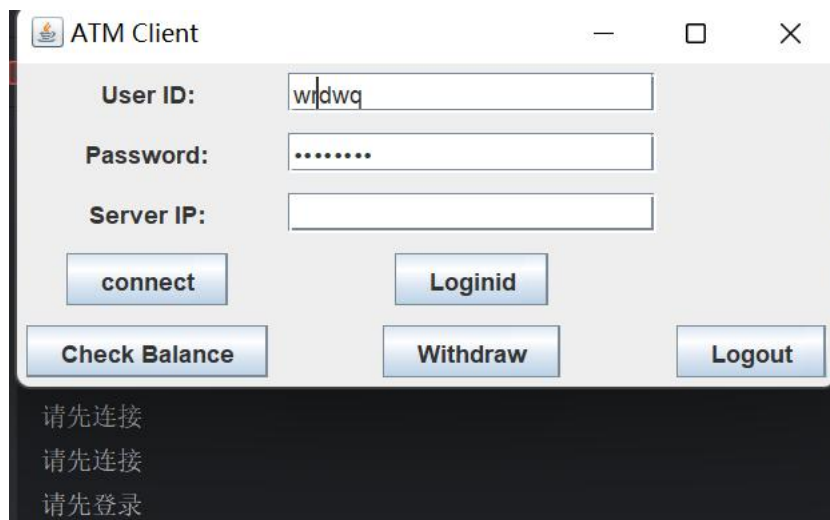 ATM Client
User ID: wrdwq
Password: ••••••••
Server IP:
connect Loginid
Check Balance Withdraw Logout
请先连接
请先连接
请先登录